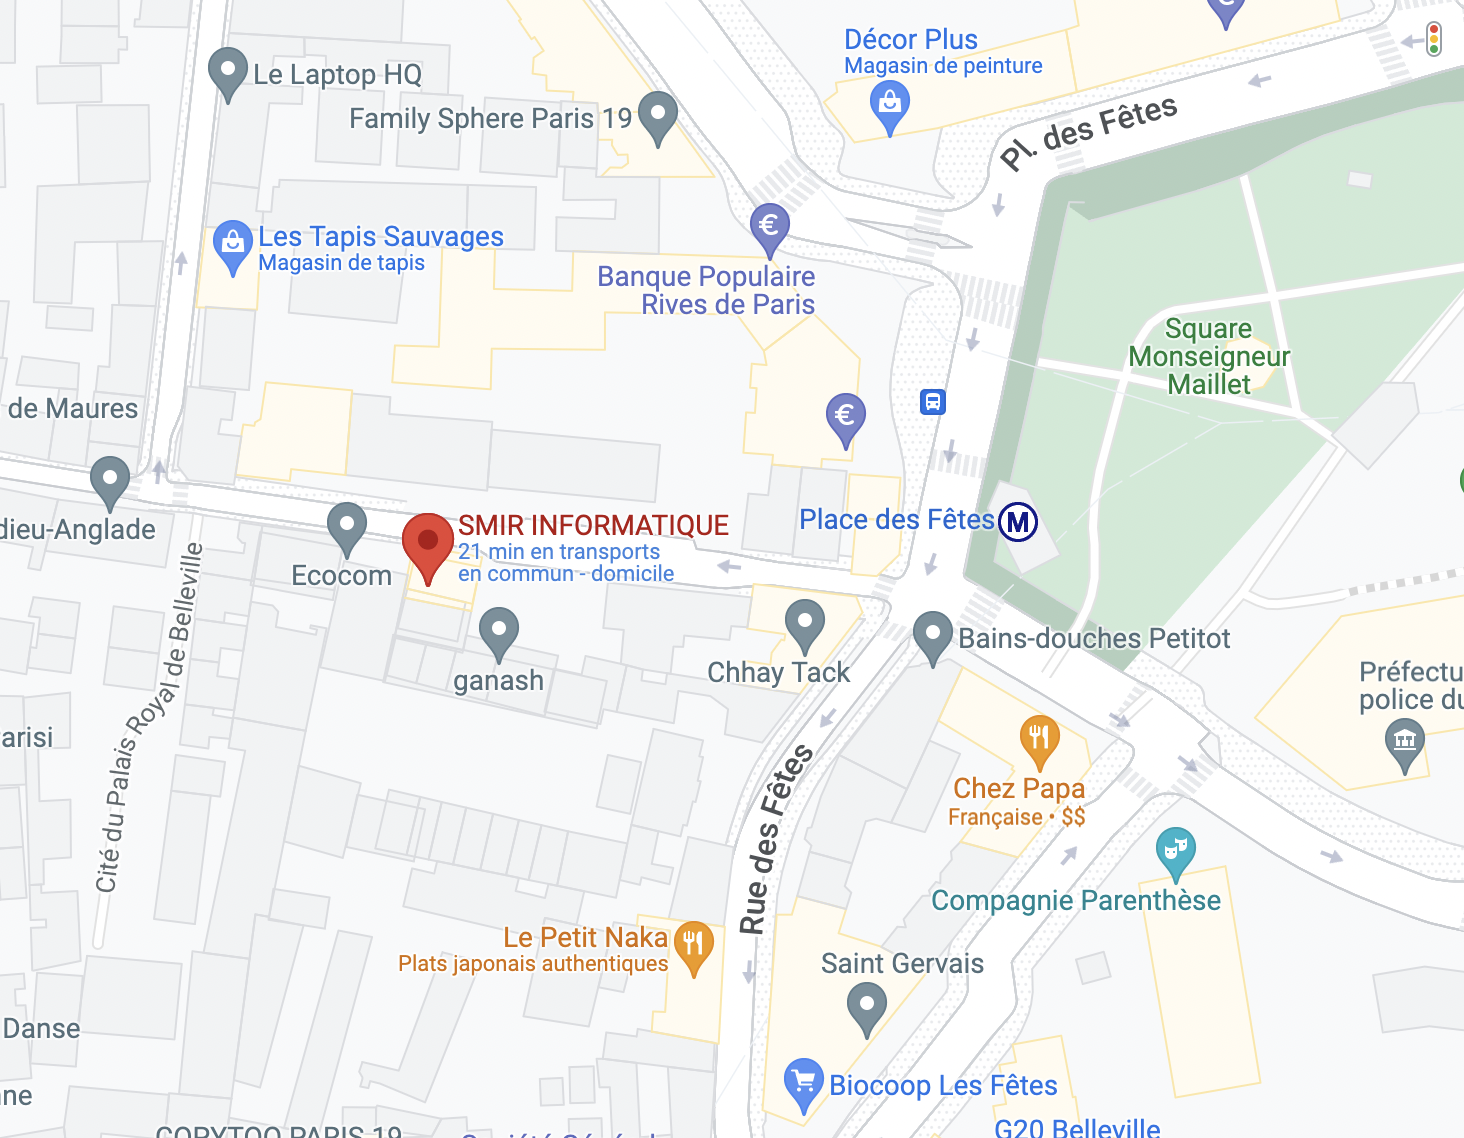 Décor Plus
Magasin de peinture
Le Laptop HQ
Family Sphere Paris 19
Pl. des Fêtes
Les Tapis Sauvages
Magasin de tapis
Banque Populaire
Rives de Paris
Square
Monseigneur
Maillet
de Maures
dieu-Anglade
SMIR INFORMATIQUE
21 min en transports
en commun - domicile
Place des Fêtes
M
Ecocom
ganash
Chhay Tack
Bains-douches Petitot
Préfectu
police du
Cité du Palais Royal de Belleville
arisi
Rue des Fêtes
Chez Papa
Française • $$
Compagnie Parenthèse
Le Petit Naka
Plats japonais authentiques
Saint Gervais
Danse
Biocoop Les Fêtes
ne
COPYTOO PARIS 19
Société Général
G20 Belleville